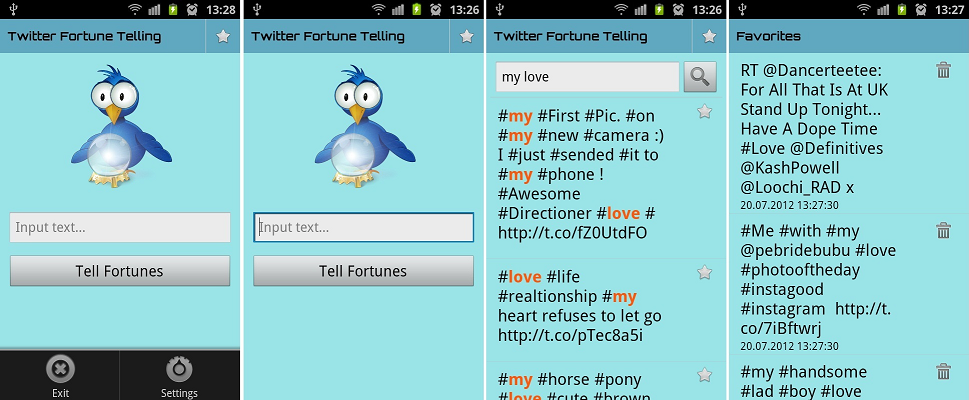 13:28
Twitter Fortune Telling
Input text...
Tell Fortunes
Exit
Settings
13:26
Twitter Fortune Telling
Input text...
Tell Fortunes
13:26
Twitter Fortune Telling
my love
#my #First #Pic. #on
#my #new #camera :)
I #just #sended #it to
#my #phone !
#Awesome
#Directioner #love #
http://t.co/fZ0UtdFO
#love #life
#realtionship #my
heart refuses to let go
http://t.co/pTec8a5i
#my #horse #pony
#love #cute #brown
13:27
Favorites
RT @Dancerteetee:
For All That Is At UK
Stand Up Tonight...
Have A Dope Time
#Love @Definitives
@KashPowell
@Loochi_RAD x
20.07.2012 13:27:30
#Me #with #my
@pebridebubu #love
#photooftheday
#instagood
#instagram http://t.
co/7iBftwrj
20.07.2012 13:27:30
#my #handsome
#lad #boy #love